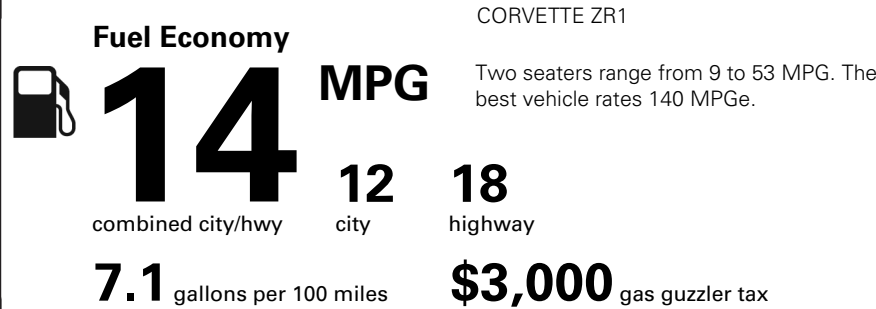 CORVETTE ZR1
Fuel Economy
14 MPG
Two seaters range from 9 to 53 MPG. The
best vehicle rates 140 MPGe.
12 18
combined city/hwy city highway
7.1 gallons per 100 miles $3,000 gas guzzler tax